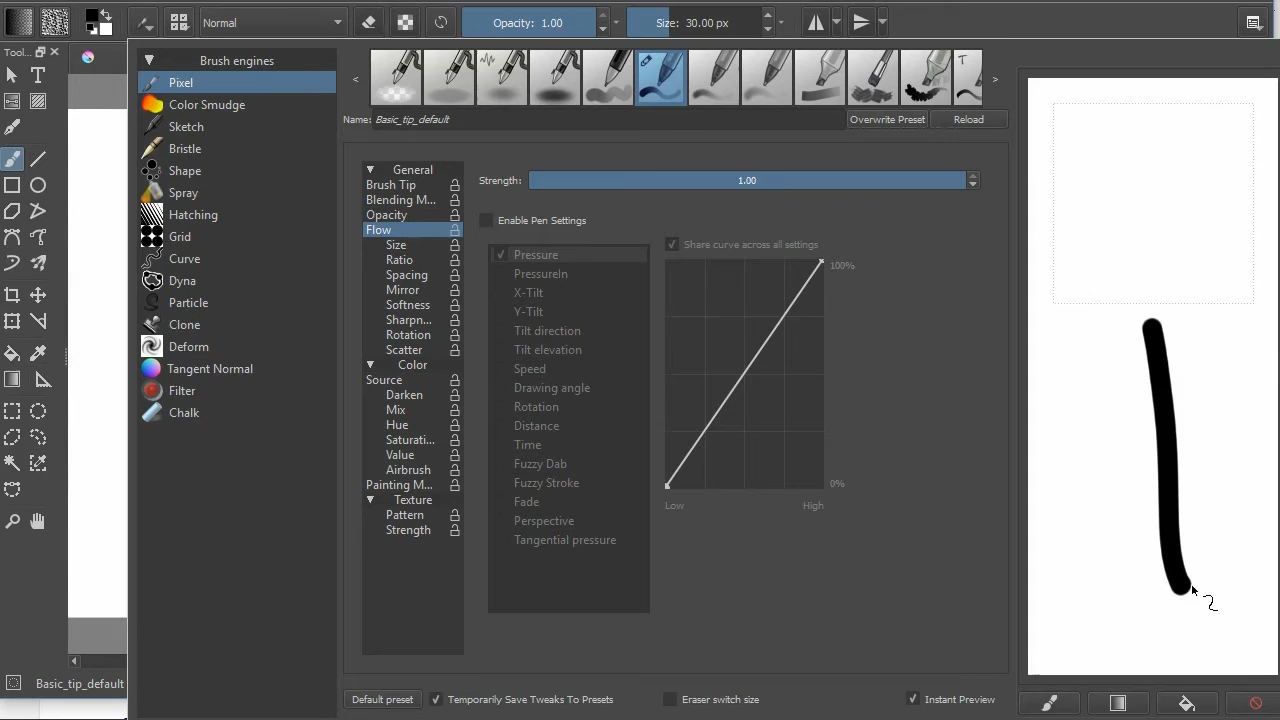 Normal
Opacity: 1.00
Size: 30.00 px
Tool...
Brush engines
Pixel
Color Smudge
Sketch
Bristle
Shape
Spray
Hatching
Grid
Curve
Dyna
Particle
Clone
Deform
Tangent Normal
Filter
Chalk
Name: Basic_tip_default
Overwrite Preset
Reload
General
Brush Tip
Blending M...
Opacity
Flow
Size
Ratio
Spacing
Mirror
Softness
Sharpn...
Rotation
Scatter
Color
Source
Darken
Mix
Hue
Saturati...
Value
Airbrush
Painting M...
Texture
Pattern
Strength
Strength: 1.00
Enable Pen Settings
Pressure
PressureIn
X-Tilt
Y-Tilt
Tilt direction
Tilt elevation
Speed
Drawing angle
Rotation
Distance
Time
Fuzzy Dab
Fuzzy Stroke
Fade
Perspective
Tangential pressure
Share curve across all settings
100%
0%
Low High
Basic_tip_default
Default preset
Temporarily Save Tweaks To Presets
Eraser switch size
Instant Preview